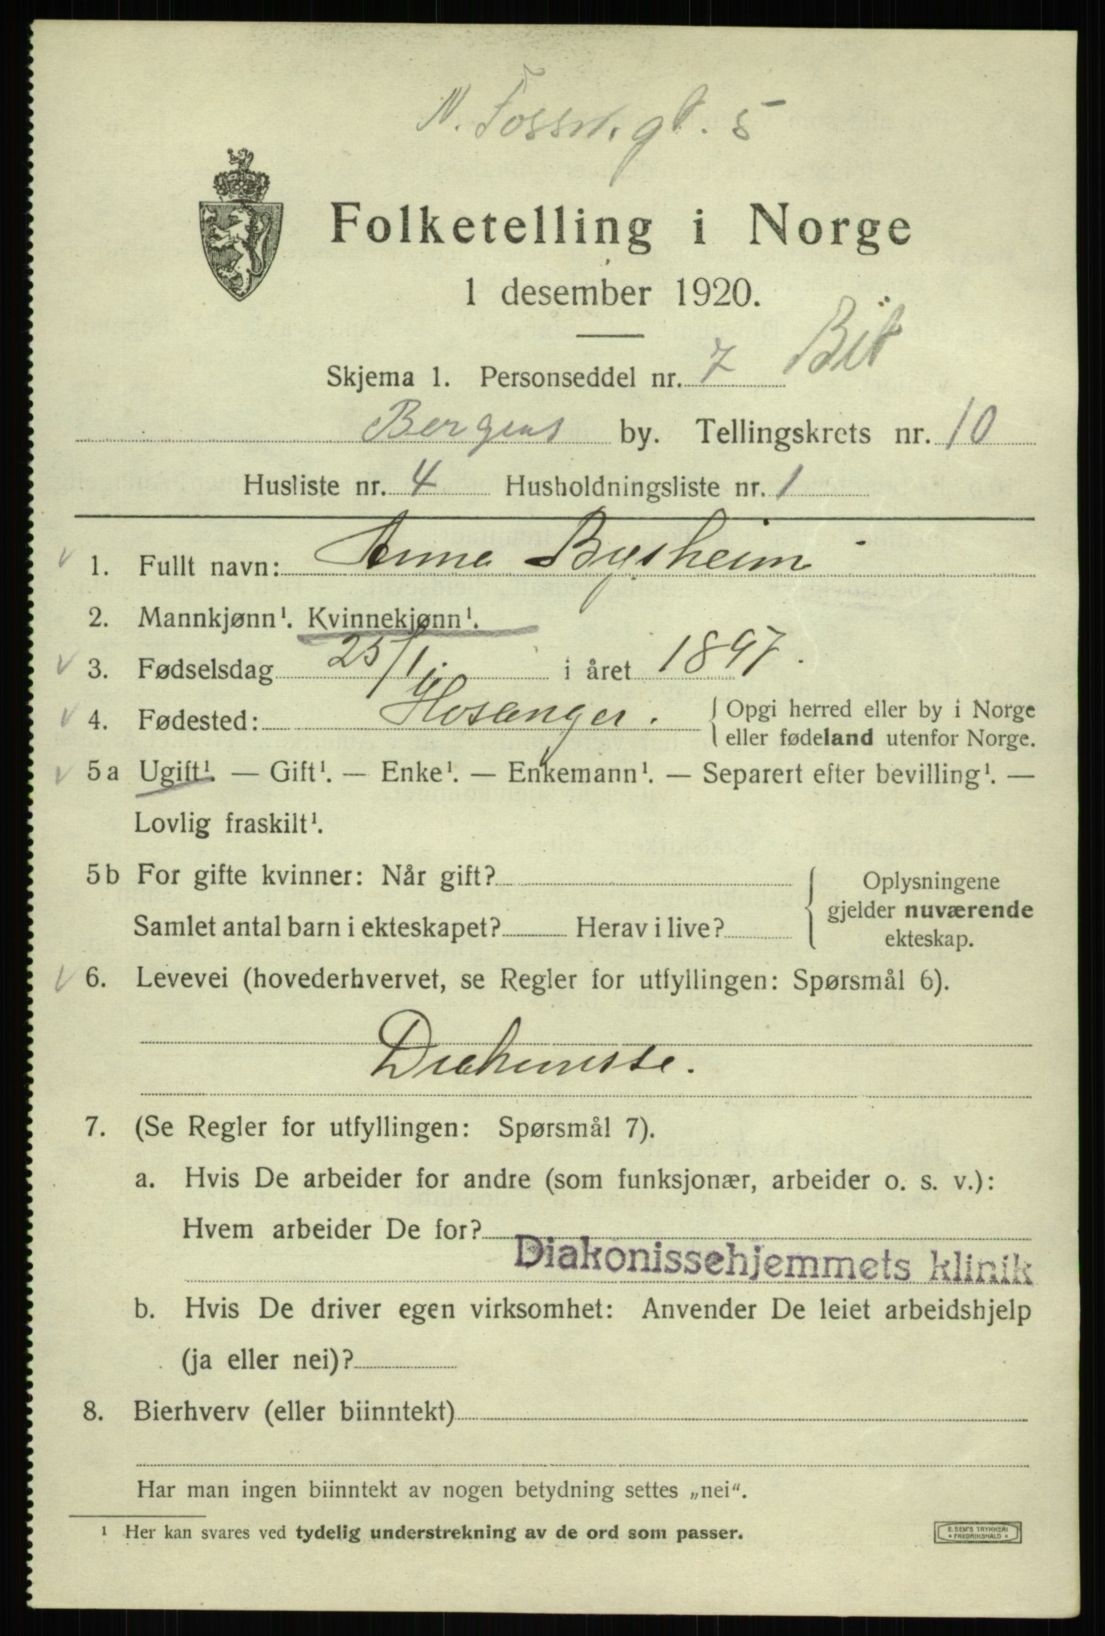 N. Fossw. gt. 5
Folketelling i Norge
1 desember 1920.
Skjema 1. Personseddel nr. 7
Bergens by. Tellingskrets nr. 10
Husliste nr. 4 Husholdningsliste nr. 1
1. Fullt navn: Anna Bysheim
2. Mannkjønn¹. Kvinnekjønn¹.
3. Fødselsdag 25/1 i året 1897.
4. Fødested: Hosanger. Opgi herred eller by i Norge
eller fødeland utenfor Norge.
5a Ugift¹. — Gift¹. — Enke¹. — Enkemann¹. — Separert efter bevilling¹. —
Lovlig fraskilt¹.
5b For gifte kvinner: Når gift? Oplysningene
gjelder nuværende
Samlet antal barn i ekteskapet? Herav i live? ekteskap.
6. Levevei (hovederhvervet, se Regler for utfyllingen: Spørsmål 6).
Diakonisse.
7. (Se Regler for utfyllingen: Spørsmål 7).
a. Hvis De arbeider for andre (som funksjonær, arbeider o. s. v.):
Hvem arbeider De for?
Diakonissehjemmets klinik
b. Hvis De driver egen virksomhet: Anvender De leiet arbeidshjelp
(ja eller nei)?
8. Bierhverv (eller biinntekt)
Har man ingen biinntekt av nogen betydning settes „nei“.
¹ Her kan svares ved tydelig understrekning av de ord som passer.
E. SEM'S TRYKKERI
FREDRIKSHALD